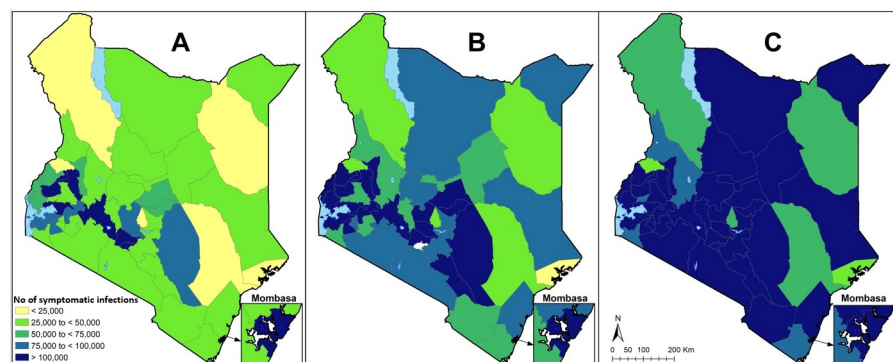 A
B
C
No of symptomatic infections
< 25,000
25,000 to < 50,000
50,000 to < 75,000
75,000 to < 100,000
> 100,000
Mombasa
Mombasa
Mombasa
N
0 50 100 200 Km